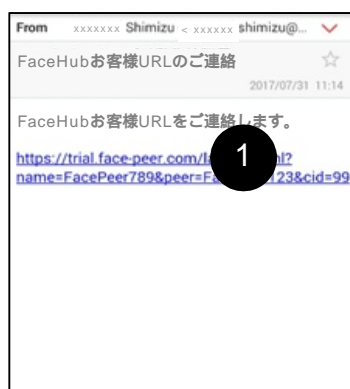 From xxxxxxx Shimizu < xxxxxx shimizu@...
FaceHubお客様URLのご連絡
2017/07/31 11:14
FaceHubお客様URLをご連絡します。
https://trial.face-peer.com/
1
name=FacePeer789&peer=Fa 123&cid=99